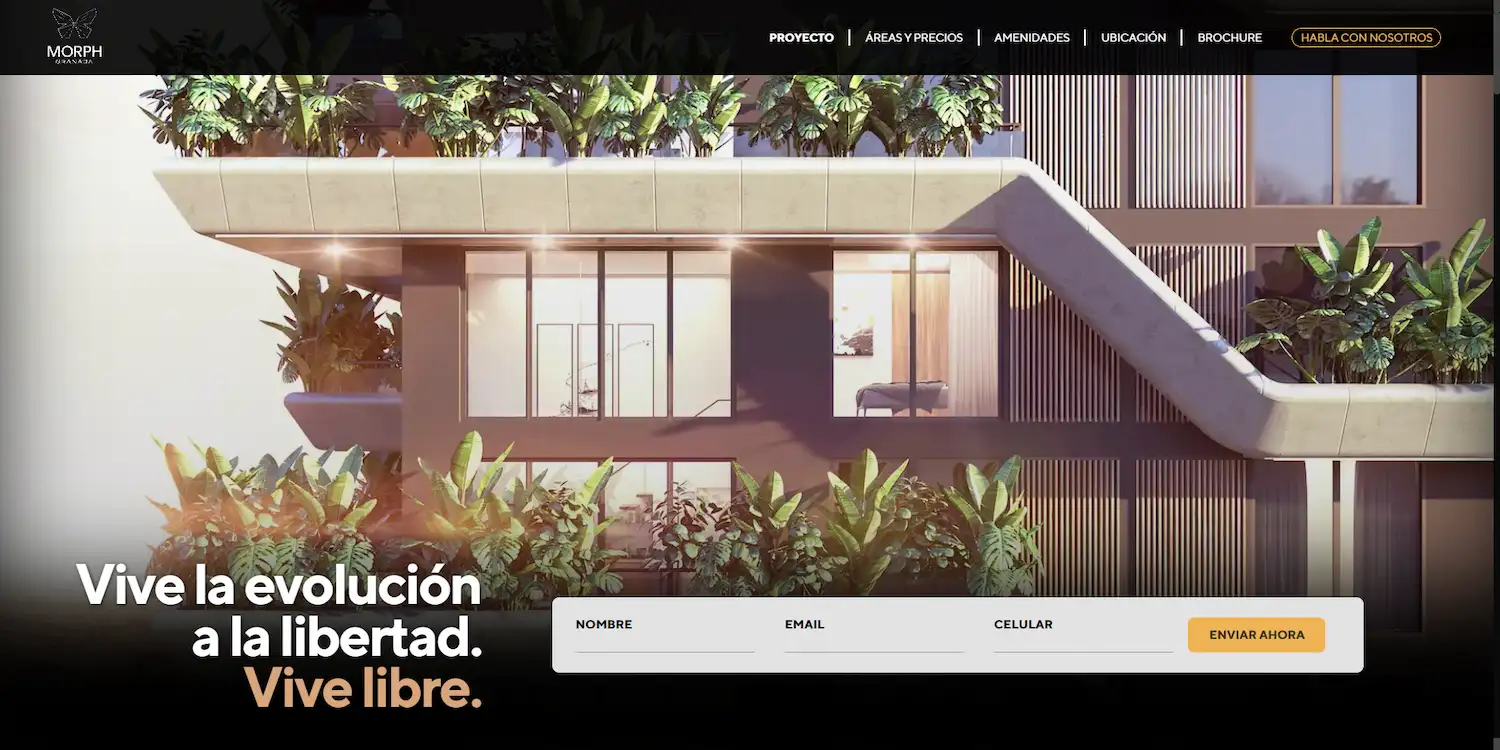 MORPH
GRANADA
PROYECTO | ÁREAS Y PRECIOS | AMENIDADES | UBICACIÓN | BROCHURE HABLA CON NOSOTROS
Vive la evolución
a la libertad.
Vive libre.
NOMBRE EMAIL CELULAR ENVIAR AHORA